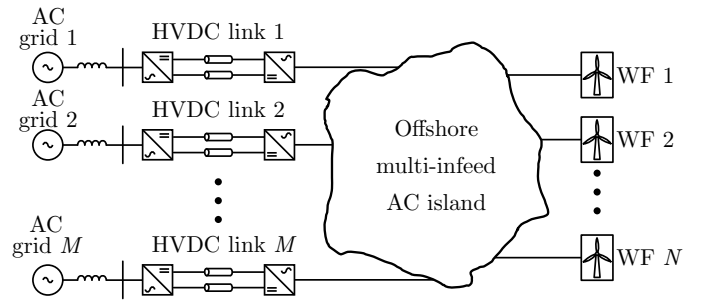 AC
grid 1
HVDC link 1
WF 1
AC
grid 2
HVDC link 2
WF 2
Offshore
multi-infeed
AC island
AC
grid M
HVDC link M
WF N